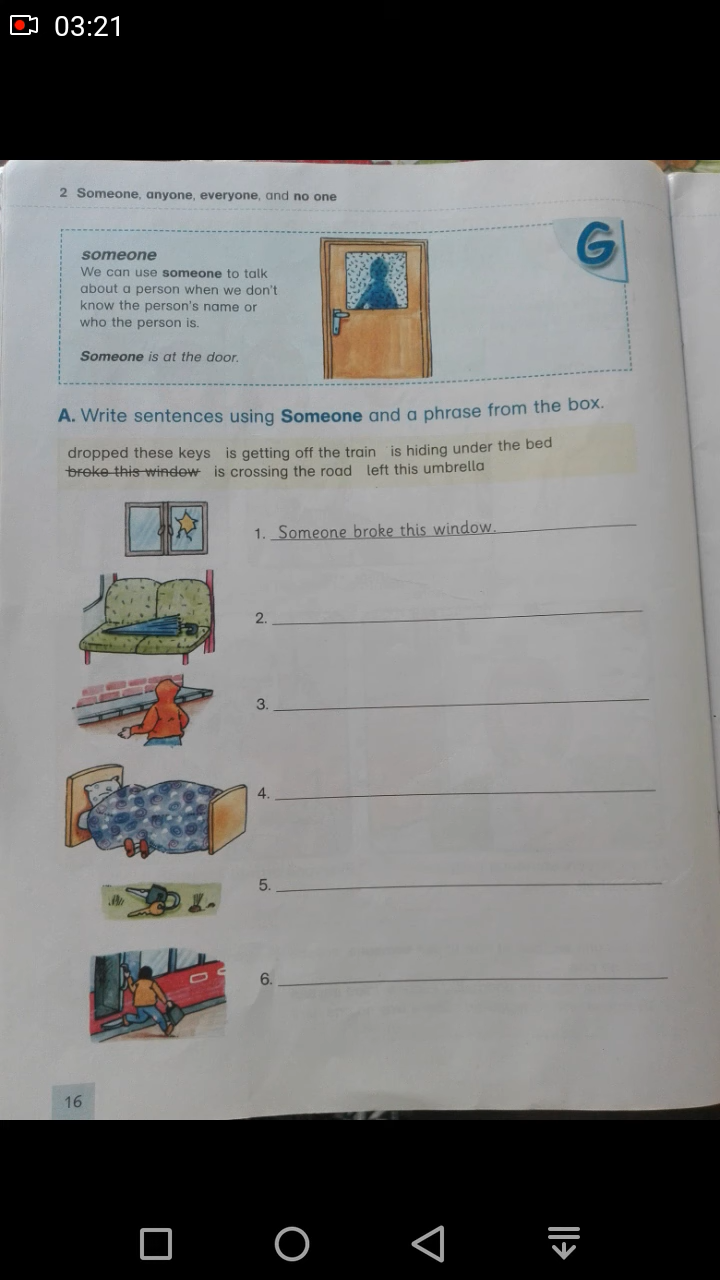 03:21
2 Someone, anyone, everyone, and no one
G
someone
We can use someone to talk
about a person when we don't
know the person's name or
who the person is.
Someone is at the door.
A. Write sentences using Someone and a phrase from the box.
dropped these keys is getting off the train is hiding under the bed
broke this window is crossing the road left this umbrella
1. Someone broke this window.
2.
3.
4.
5.
6.
16